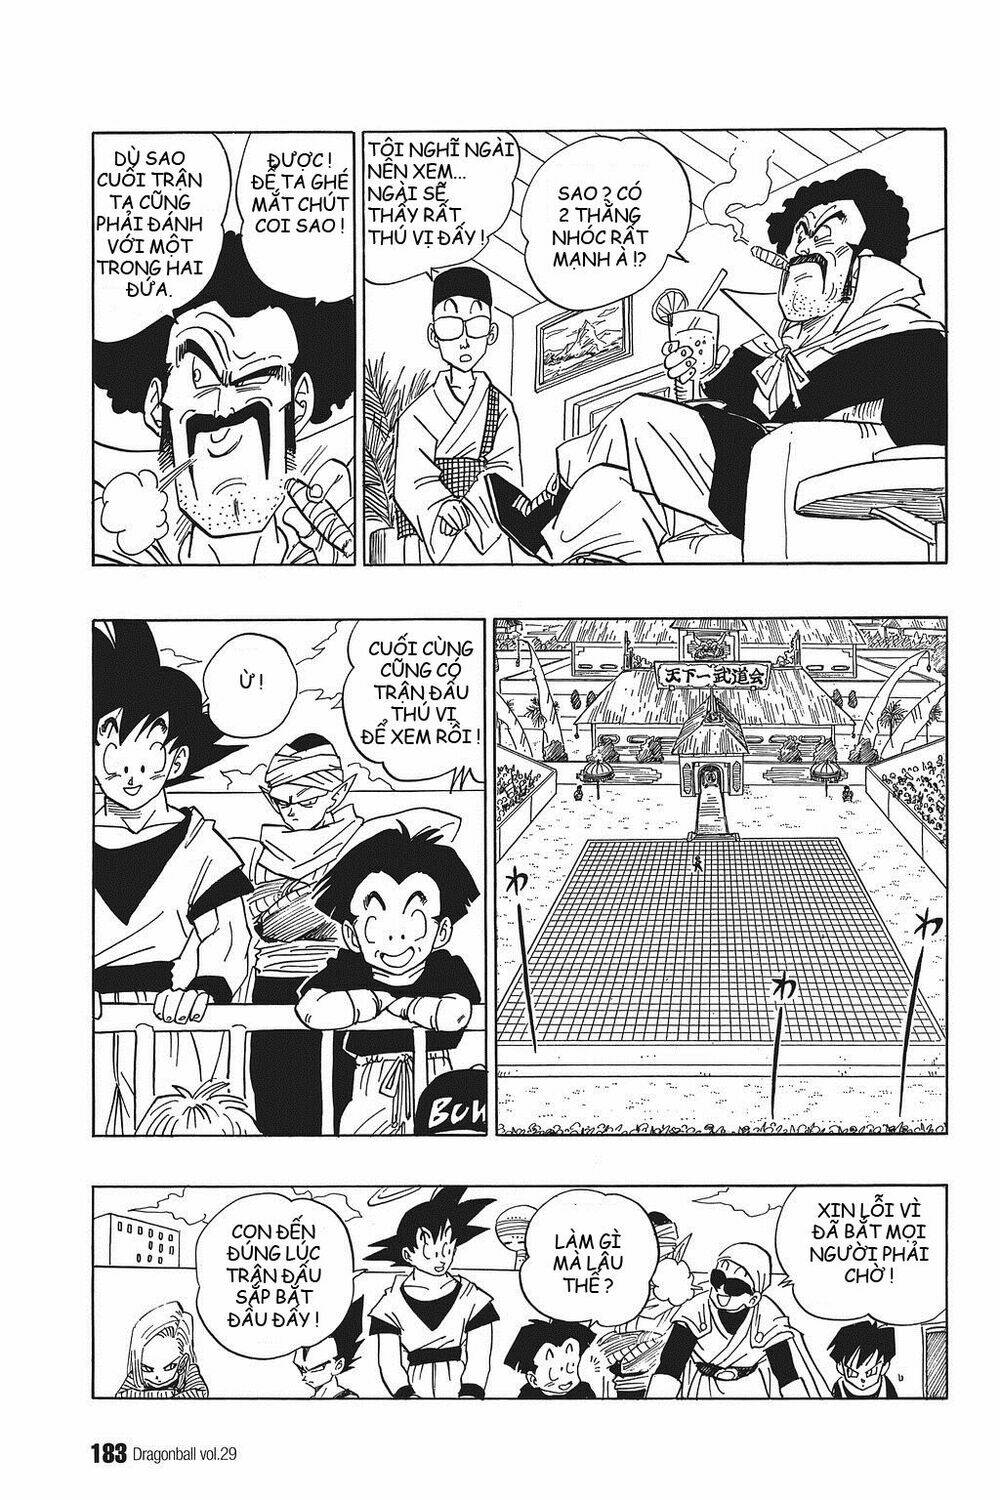 SAO? CÓ
2 THẰNG
NHÓC RẤT
MẠNH À!?
TÔI NGHĨ NGÀI
NÊN XEM...
NGÀI SẼ
THẤY RẤT
THÚ VỊ ĐẤY!
ĐƯỢC!
ĐỂ TA GHÉ
MẮT CHÚT
COI SAO!
DÙ SAO
CUỐI TRẬN
TA CŨNG
PHẢI ĐÁNH
VỚI MỘT
TRONG HAI
ĐỨA.
天下一武道会
わ
わ
わ
CUỐI CÙNG
CŨNG CÓ
TRẬN ĐẤU
THÚ VỊ
ĐỂ XEM RỒI!
Ừ!
XIN LỖI VÌ
ĐÃ BẮT MỌI
NGƯỜI PHẢI
CHỜ!
LÀM GÌ
MÀ LÂU
THẾ?
CON ĐẾN
ĐÚNG LÚC
TRẬN ĐẤU
SẮP BẮT
ĐẦU ĐẤY!
183 Dragonball vol.29